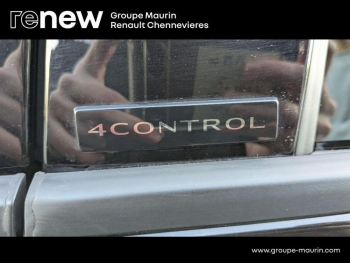 renew
Groupe Maurin
Renault Chennevieres
4CONTROL
www.groupe-maurin.com